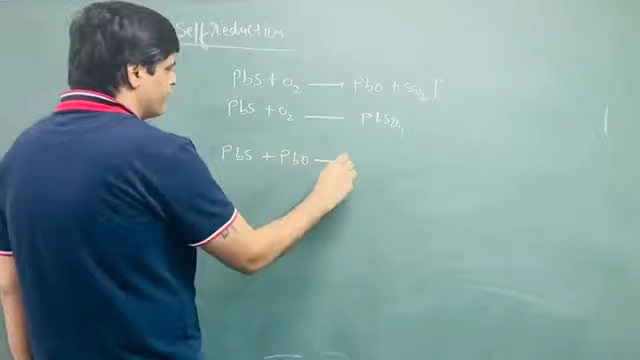 Self Reduction
PbS + O₂ ⟶ PbO + SO₂ ↑
PbS + O₂ — PbSO₄
PbS + PbO —